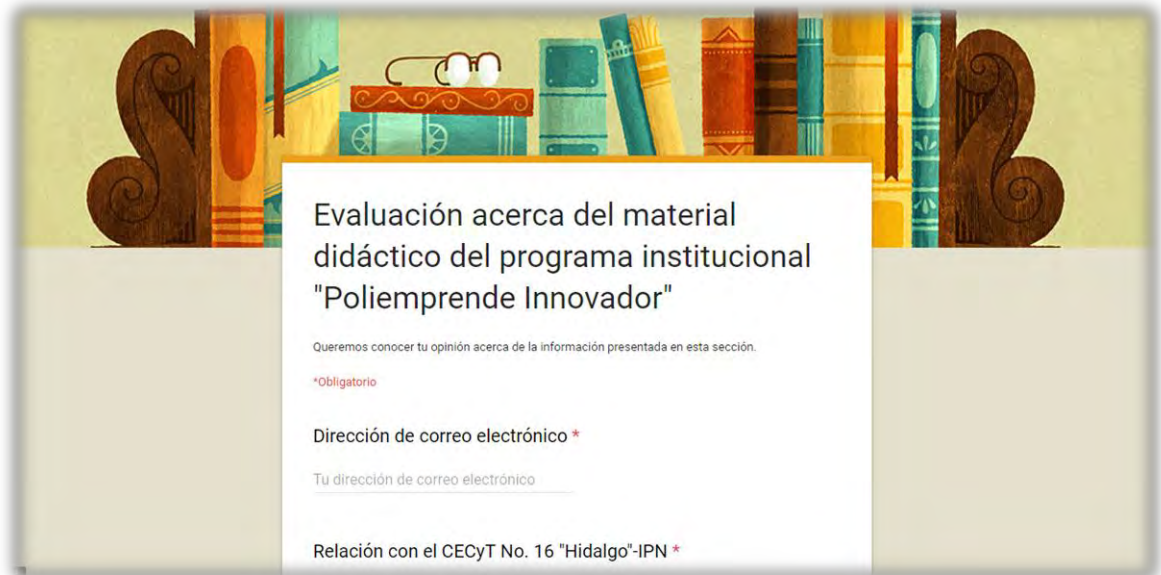 Evaluación acerca del material
didáctico del programa institucional
"Poliemprende Innovador"
Queremos conocer tu opinión acerca de la información presentada en esta sección.
*Obligatorio
Dirección de correo electrónico *
Tu dirección de correo electrónico
Relación con el CECyT No. 16 "Hidalgo"-IPN *